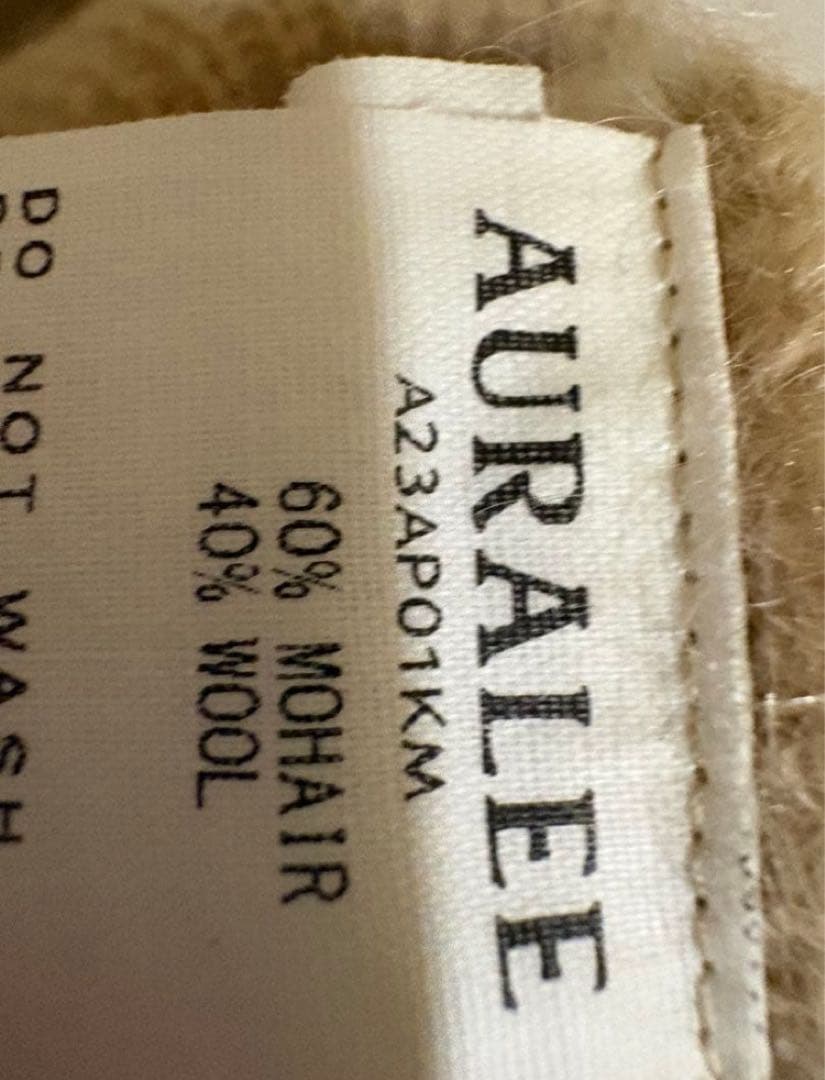 AURALEE
A23AP01KM
60% MOHAIR
40% WOOL
DO NOT WASH